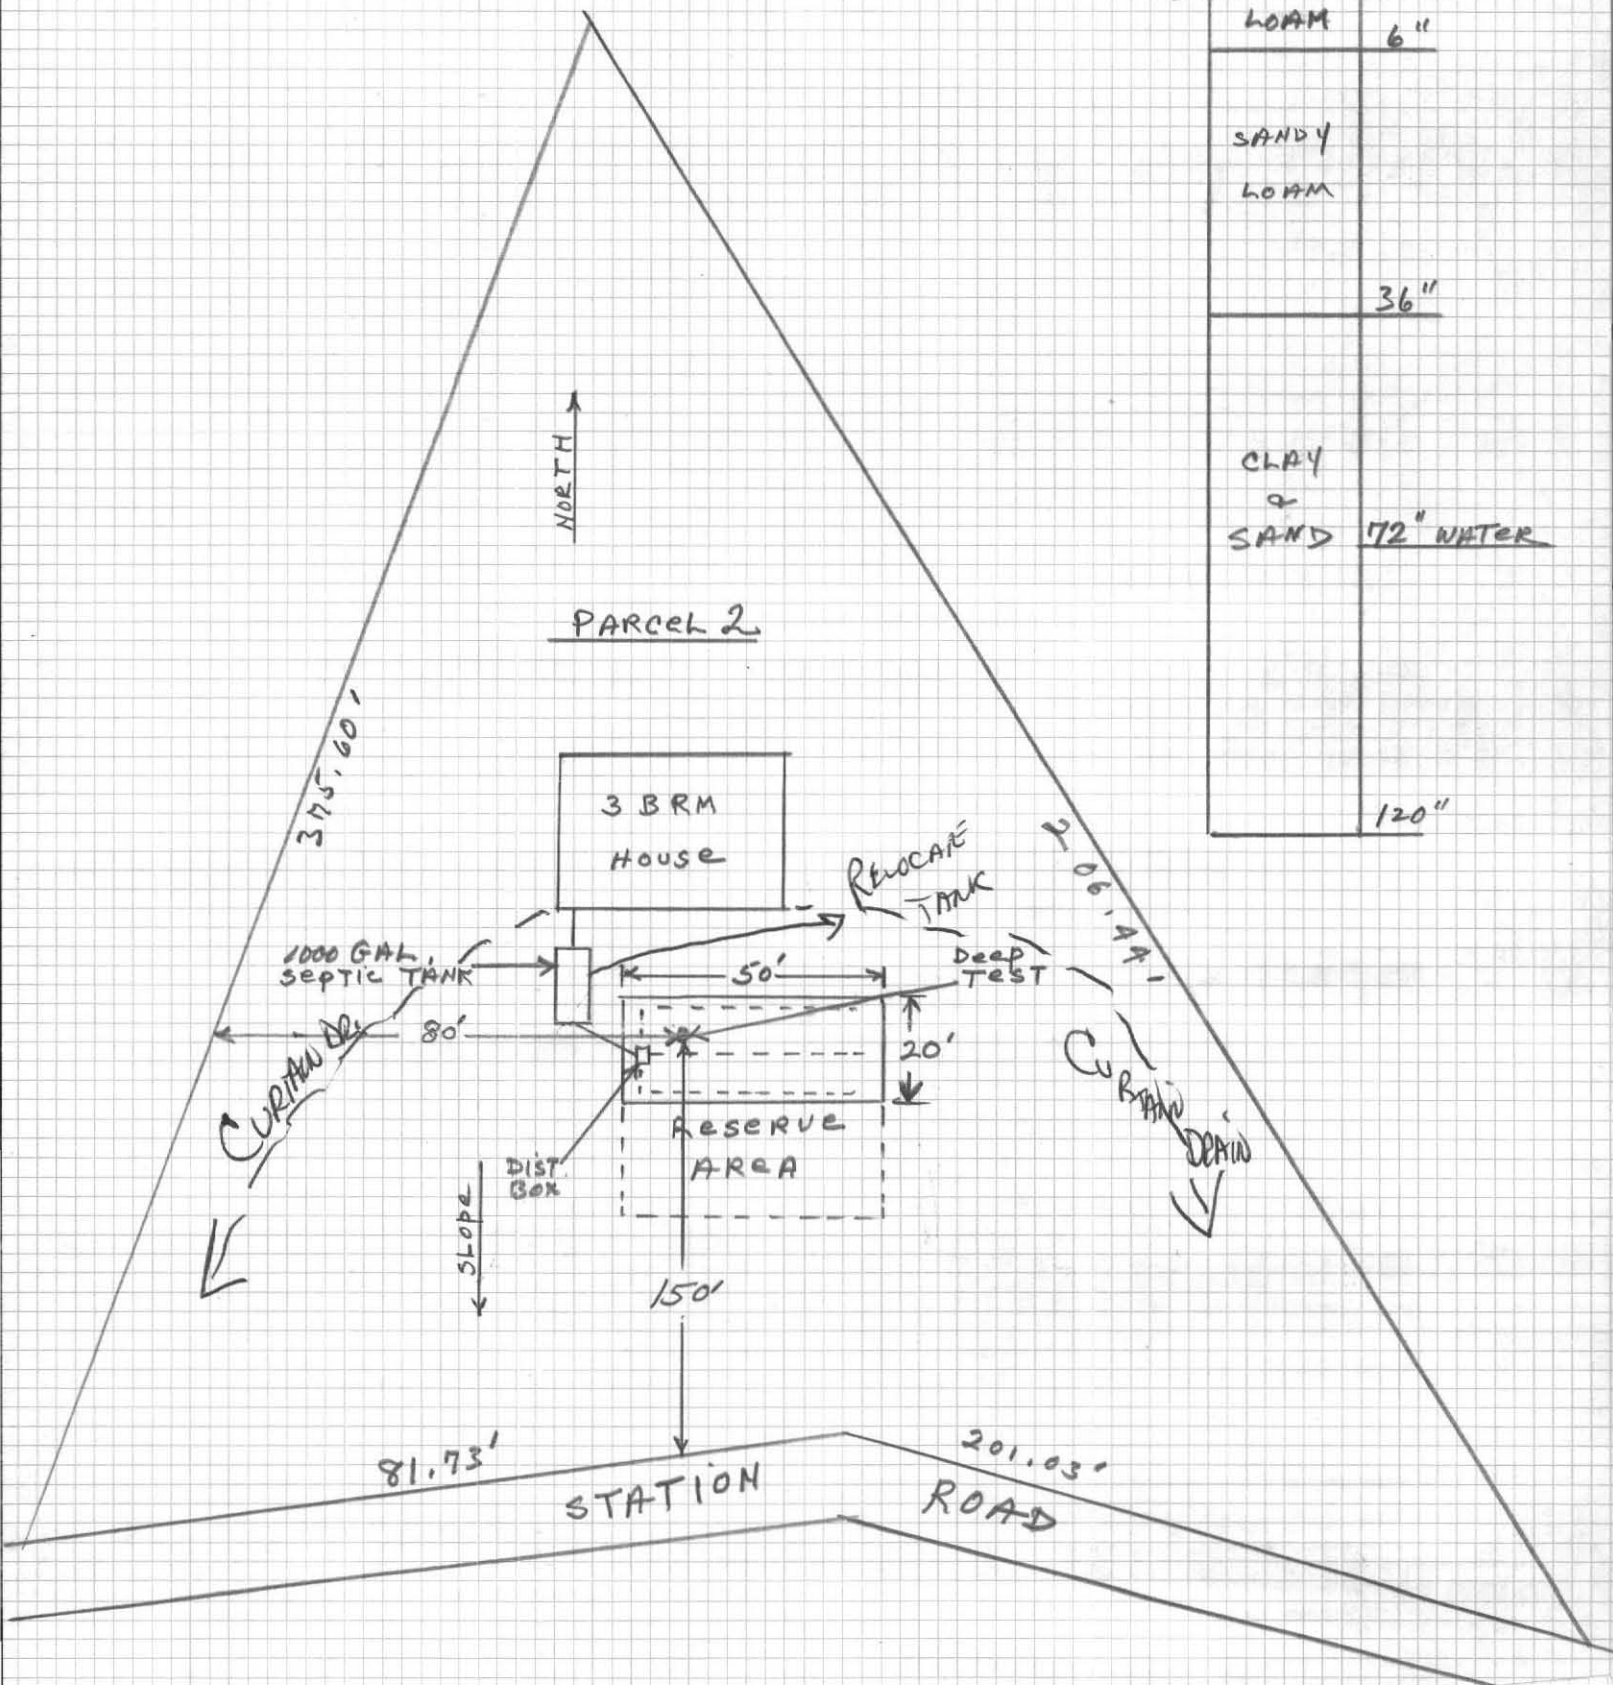 LOAM
6"
SANDY
LOAM
36"
CLAY
&
SAND
72" WATER
120"
NORTH
PARCEL 2
375.60'
206.44'
3 BRM
HOUSE
RELOCATE
TANK
1000 GAL.
SEPTIC TANK
50'
DEEP
TEST
80'
20'
CURTAIN DR.
CURTAIN
DRAIN
RESERVE
AREA
DIST.
BOX
SLOPE
150'
81.73'
201.03'
STATION ROAD